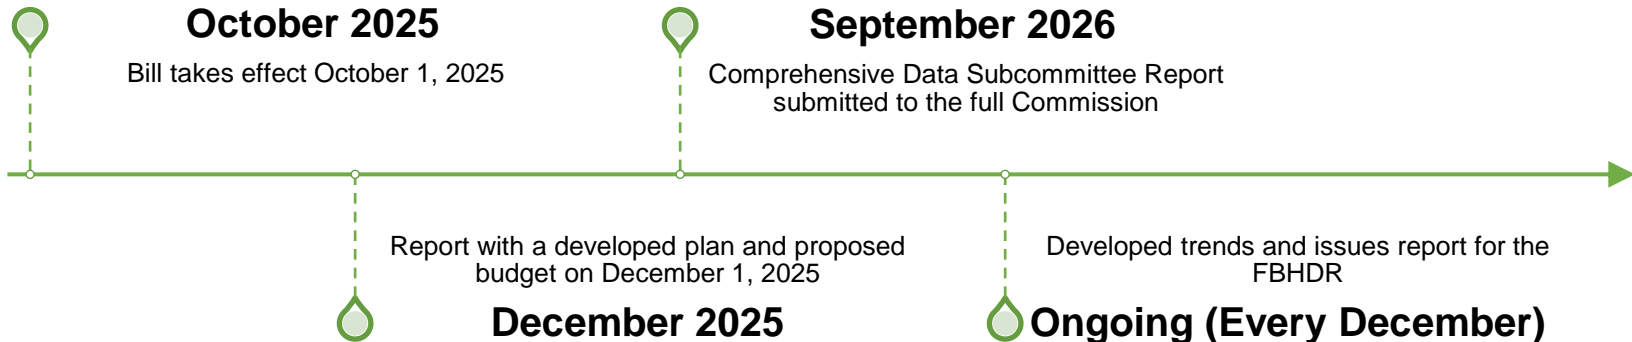 October 2025
Bill takes effect October 1, 2025
September 2026
Comprehensive Data Subcommittee Report
submitted to the full Commission
Report with a developed plan and proposed
budget on December 1, 2025
December 2025
Developed trends and issues report for the
FBHDR
Ongoing (Every December)